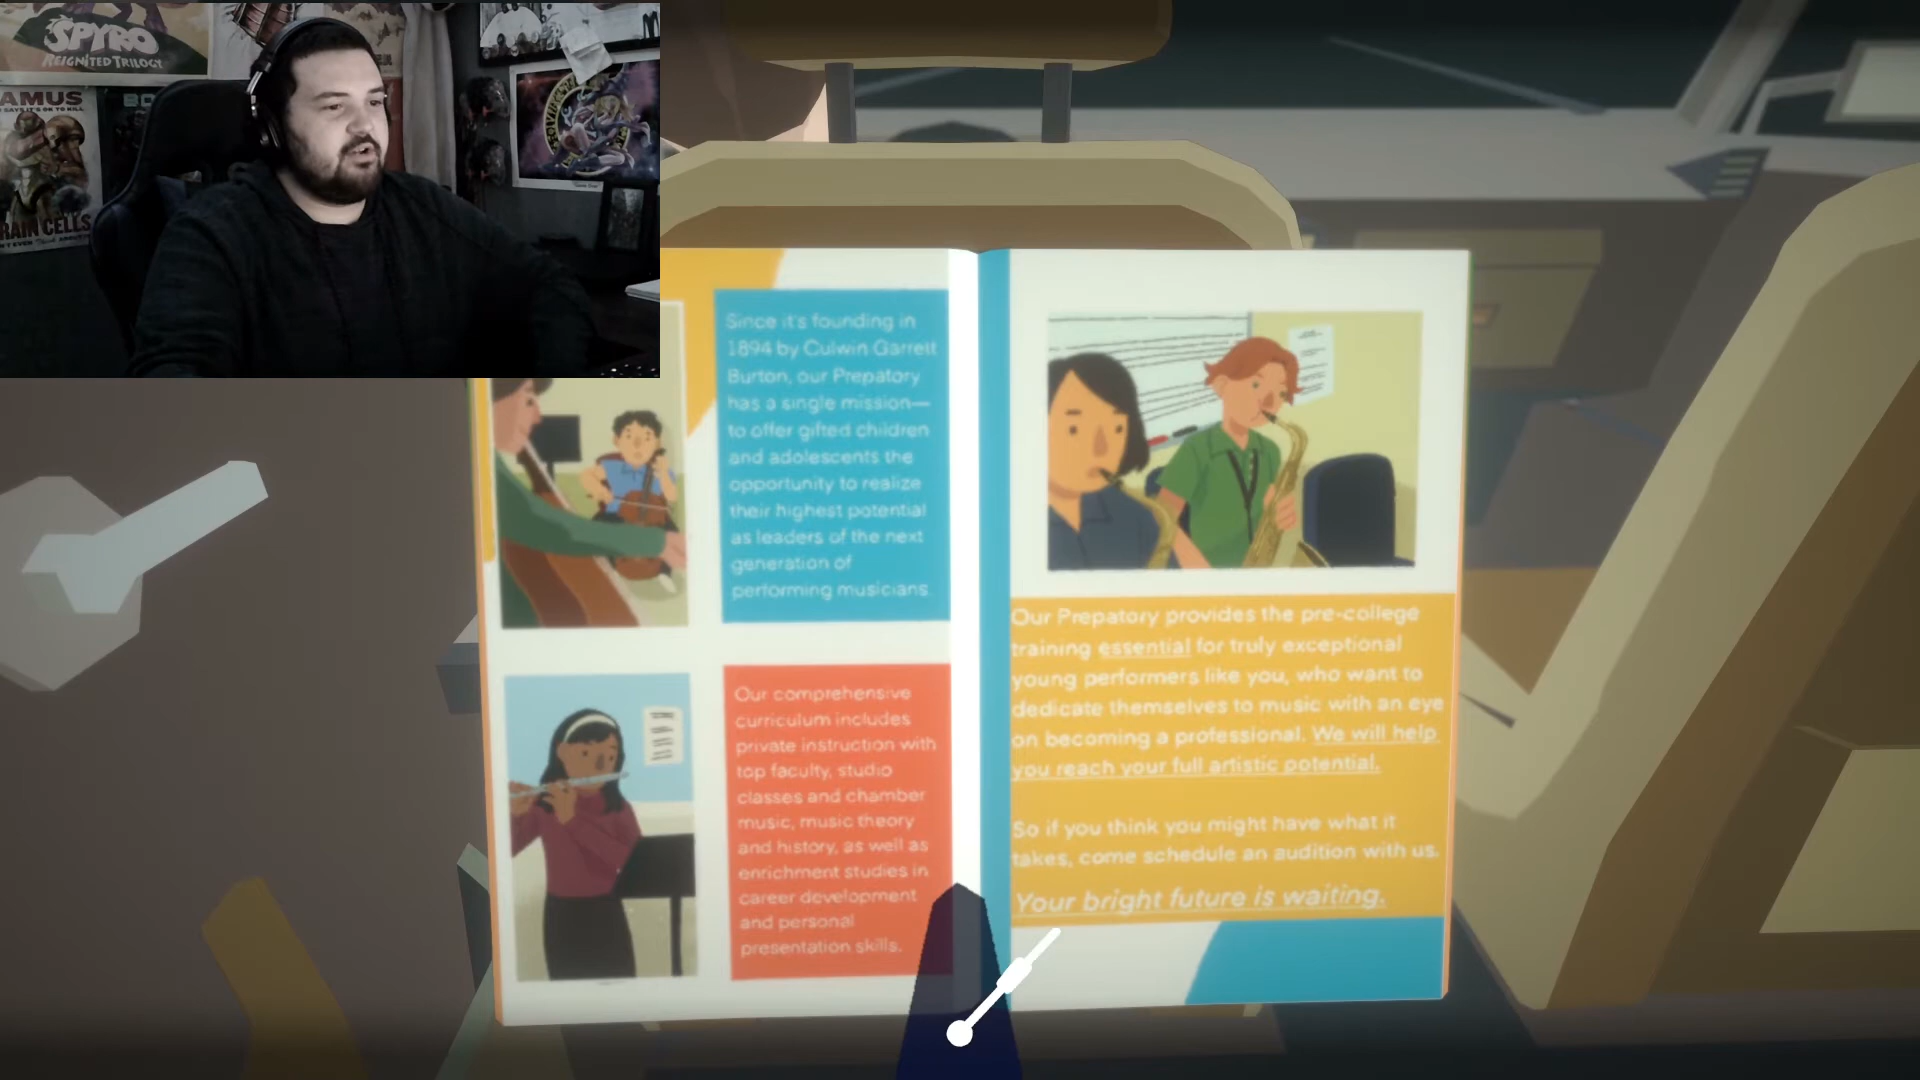 SPYRO
REIGNITED TRILOGY
AMUS
RAIN CELLS
Since it's founding in
1894 by Culwin Garrett
Burton, our Prepatory
has a single mission—
to offer gifted children
and adolescents the
opportunity to realize
their highest potential
as leaders of the next
generation of
performing musicians.
Our comprehensive
curriculum includes
private instruction with
top faculty, studio
classes and chamber
music, music theory
and history, as well as
enrichment studies in
career development
and personal
presentation skills.
Our Prepatory provides the pre-college
training essential for truly exceptional
young performers like you, who want to
dedicate themselves to music with an eye
on becoming a professional. We will help
you reach your full artistic potential.
So if you think you might have what it
takes, come schedule an audition with us.
Your bright future is waiting.